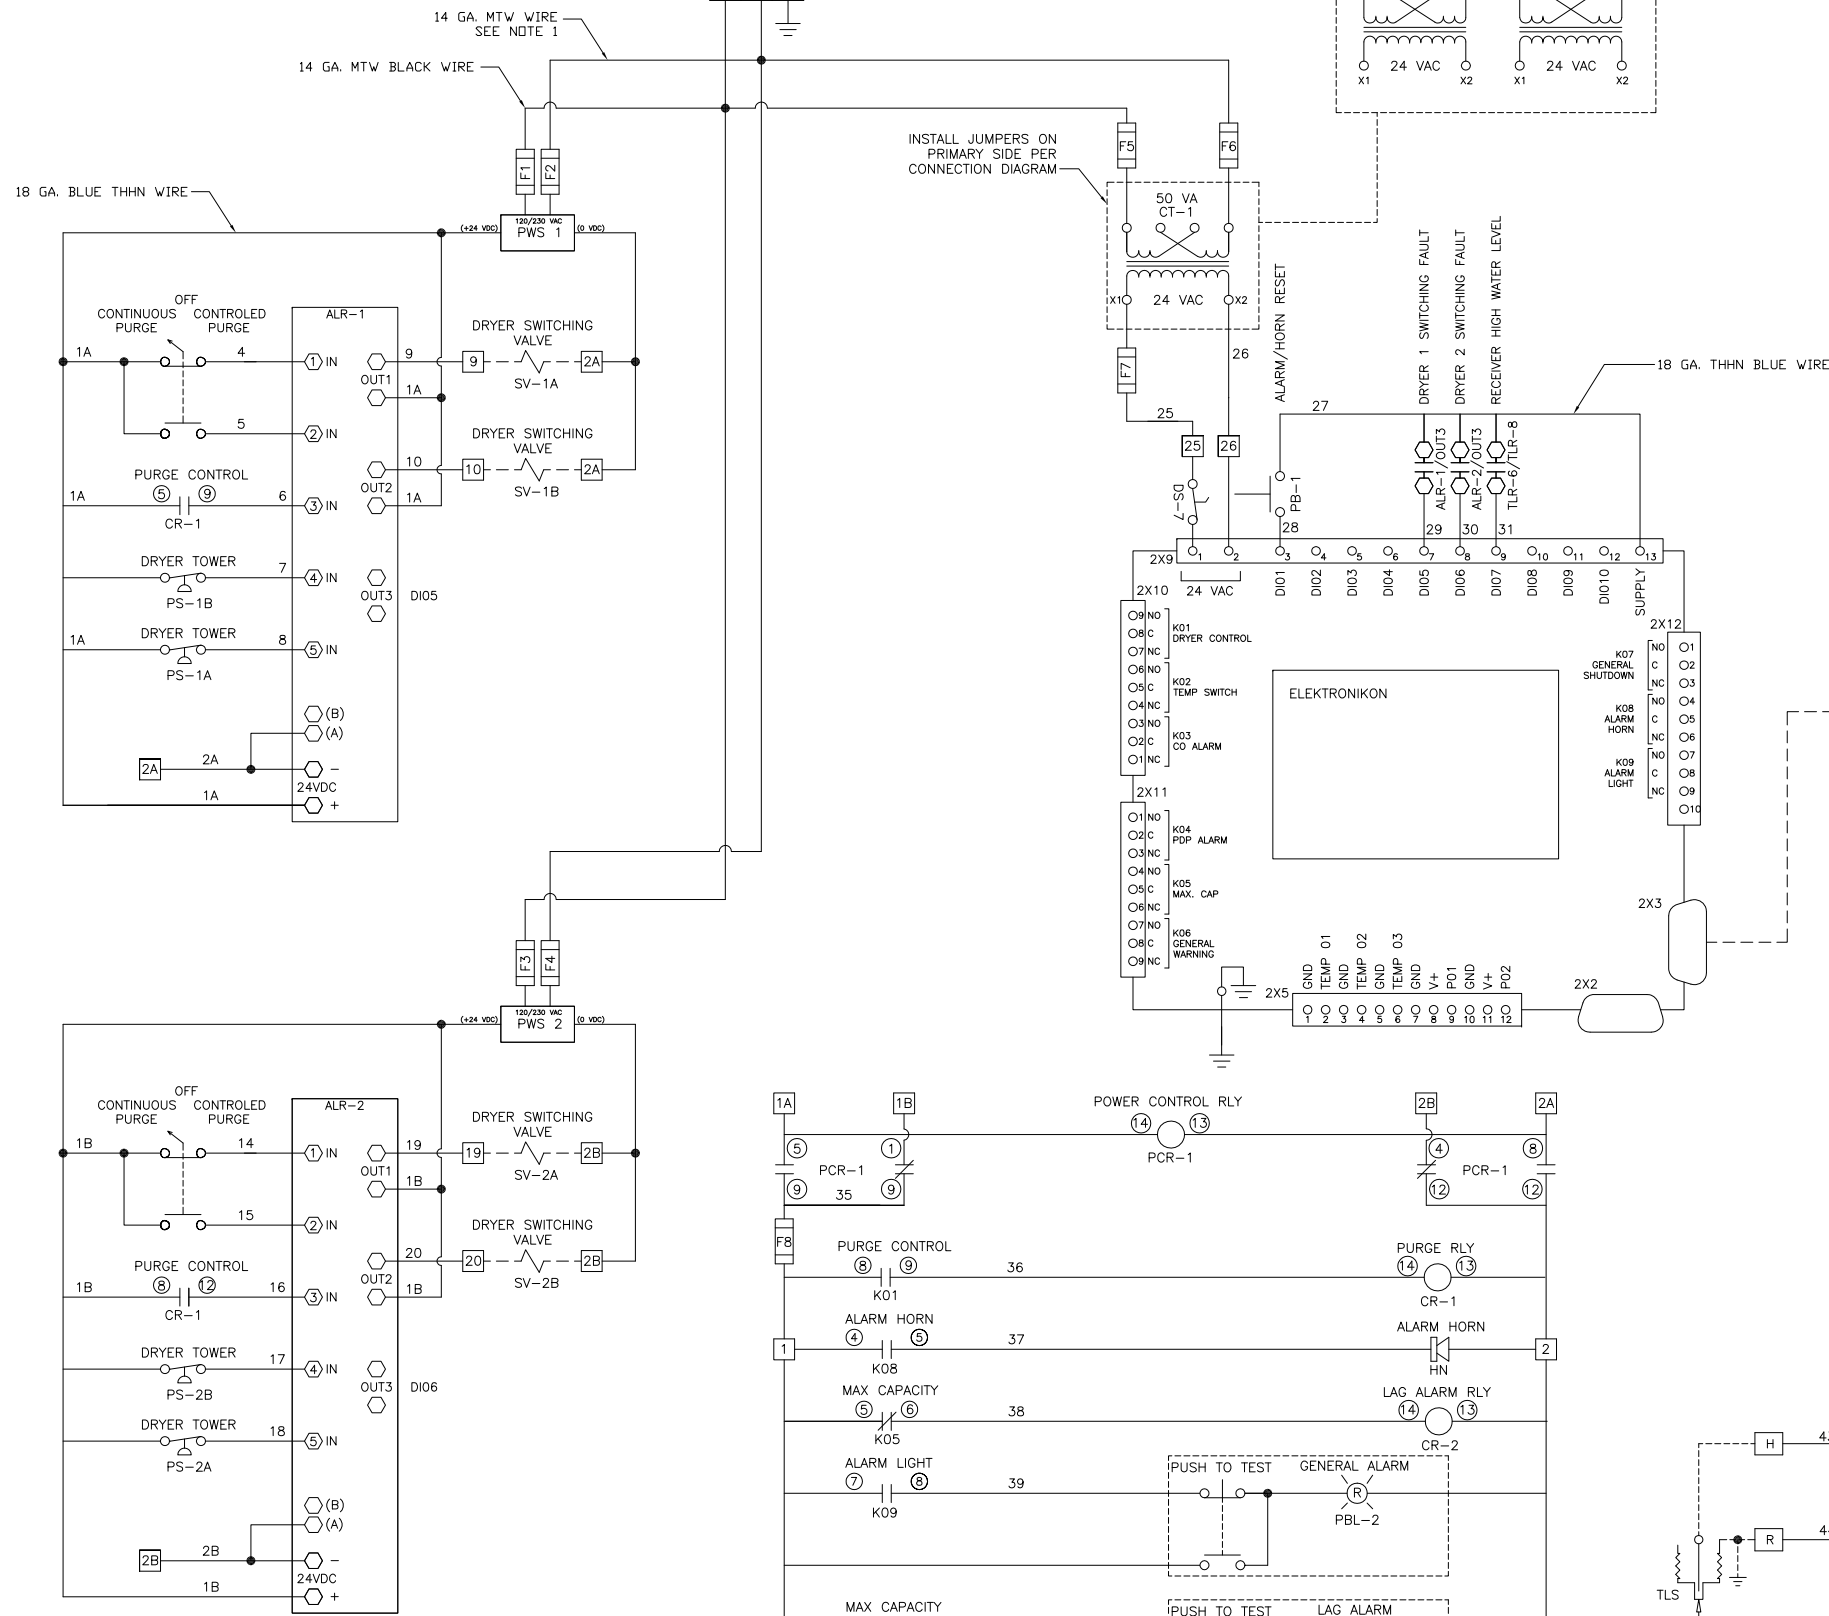 14 GA. MTW WIRE
SEE NOTE 1
14 GA. MTW BLACK WIRE
18 GA. BLUE THHN WIRE
F1
F2
120/230 VAC
(+24 VDC)
PWS 1
(0 VDC)
OFF
CONTINUOUS CONTROLED
PURGE PURGE
ALR-1
1A
4
1 IN
5
2 IN
OUT1
9
1A
9
DRYER SWITCHING
VALVE
SV-1A
2A
OUT2
10
1A
10
DRYER SWITCHING
VALVE
SV-1B
2A
PURGE CONTROL
1A
5 9
CR-1
6
3 IN
DRYER TOWER
PS-1B
7
4 IN
OUT3
DI05
DRYER TOWER
1A
PS-1A
8
5 IN
(B)
(A)
2A
2A
-
24VDC
1A
+
F3
F4
120/230 VAC
(+24 VDC)
PWS 2
(0 VDC)
OFF
CONTINUOUS CONTROLED
PURGE PURGE
ALR-2
1B
14
1 IN
15
2 IN
OUT1
19
1B
19
DRYER SWITCHING
VALVE
SV-2A
2B
OUT2
20
1B
20
DRYER SWITCHING
VALVE
SV-2B
2B
PURGE CONTROL
1B
8 12
CR-1
16
3 IN
DRYER TOWER
PS-2B
17
4 IN
OUT3
DI06
DRYER TOWER
PS-2A
18
5 IN
(B)
(A)
2B
2B
-
24VDC
1B
+
X1 24 VAC X2
X1 24 VAC X2
INSTALL JUMPERS ON
PRIMARY SIDE PER
CONNECTION DIAGRAM
F5
F6
50 VA
CT-1
X1 24 VAC X2
F7
25
26
25
26
DS-7
ALARM/HORN RESET
PB-1
27
28
DRYER 1 SWITCHING FAULT
DRYER 2 SWITCHING FAULT
RECEIVER HIGH WATER LEVEL
ALR-1/OUT3
ALR-2/OUT3
TLR-6/TLR-8
29
30
31
18 GA. THHN BLUE WIRE
2X9
1 2 3 4 5 6 7 8 9 10 11 12 13
24 VAC
DI01
DI02
DI03
DI04
DI05
DI06
DI07
DI08
DI09
DI010
SUPPLY
2X10
9 NO
8 C
7 NC
K01
DRYER CONTROL
6 NO
5 C
4 NC
K02
TEMP SWITCH
3 NO
2 C
1 NC
K03
CO ALARM
2X11
1 NO
2 C
3 NC
K04
PDP ALARM
4 NO
5 C
6 NC
K05
MAX. CAP
7 NO
8 C
9 NC
K06
GENERAL
WARNING
ELEKTRONIKON
2X12
K07
GENERAL
SHUTDOWN
NO 1
C 2
NC 3
K08
ALARM
HORN
NO 4
C 5
NC 6
K09
ALARM
LIGHT
NO 7
C 8
NC 9
10
2X3
2X2
2X5
GND
TEMP 01
GND
TEMP 02
GND
TEMP 03
GND
V+
P01
GND
V+
P02
1 2 3 4 5 6 7 8 9 10 11 12
1A
1B
POWER CONTROL RLY
14 13
PCR-1
2B
2A
5
PCR-1
1
9
35
9
4
PCR-1
8
12
12
F8
PURGE CONTROL
8 9
K01
36
PURGE RLY
14 13
CR-1
ALARM HORN
4 5
1
K08
37
ALARM HORN
HN
2
MAX CAPACITY
5 6
K05
38
LAG ALARM RLY
14 13
CR-2
ALARM LIGHT
7 8
K09
39
PUSH TO TEST
GENERAL ALARM
R
PBL-2
MAX CAPACITY
PUSH TO TEST
LAG ALARM
H
R
TLS